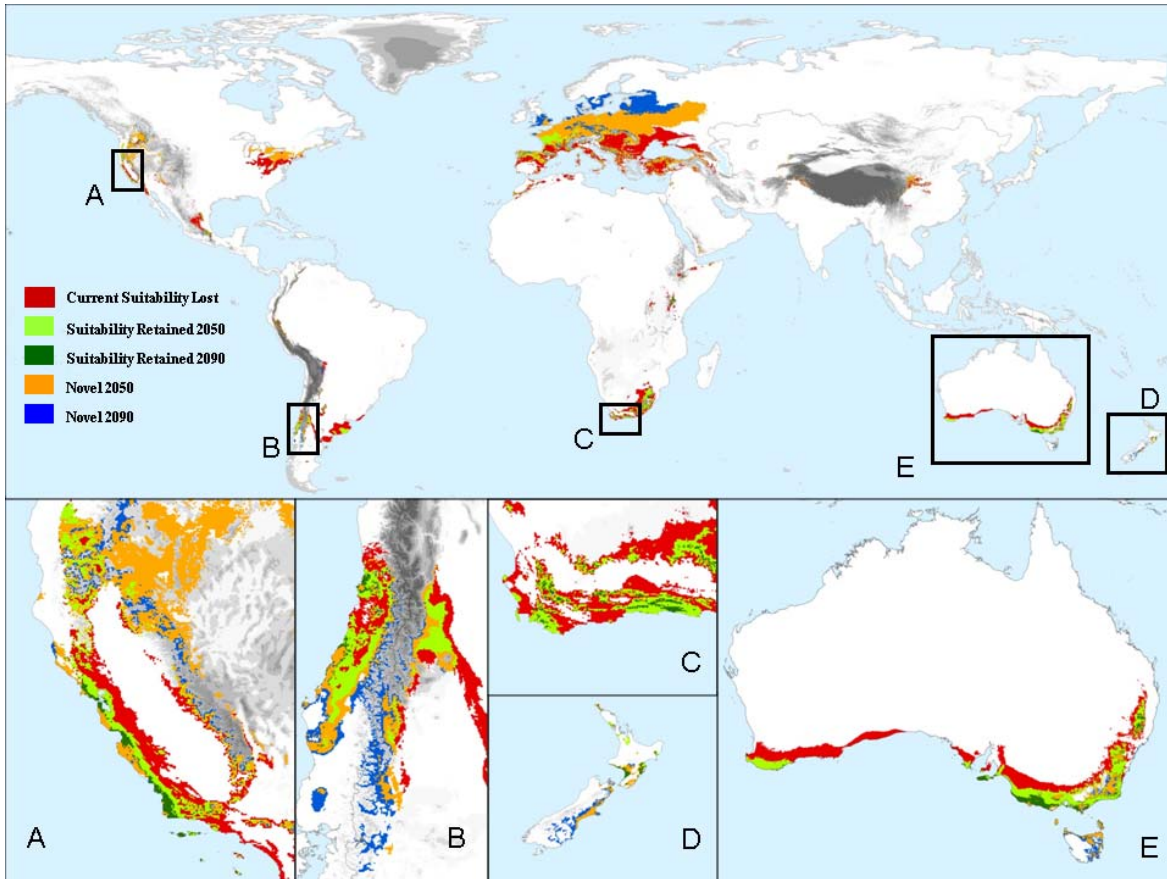 A
Current Suitability Lost
Suitability Retained 2050
Suitability Retained 2090
Novel 2050
Novel 2090
B
C
D
E
A
B
C
D
E